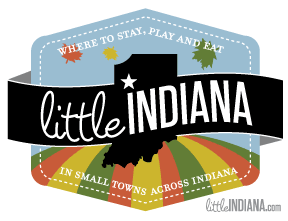 WHERE TO STAY, PLAY AND EAT
little INDIANA
IN SMALL TOWNS ACROSS INDIANA
littleINDIANA.com